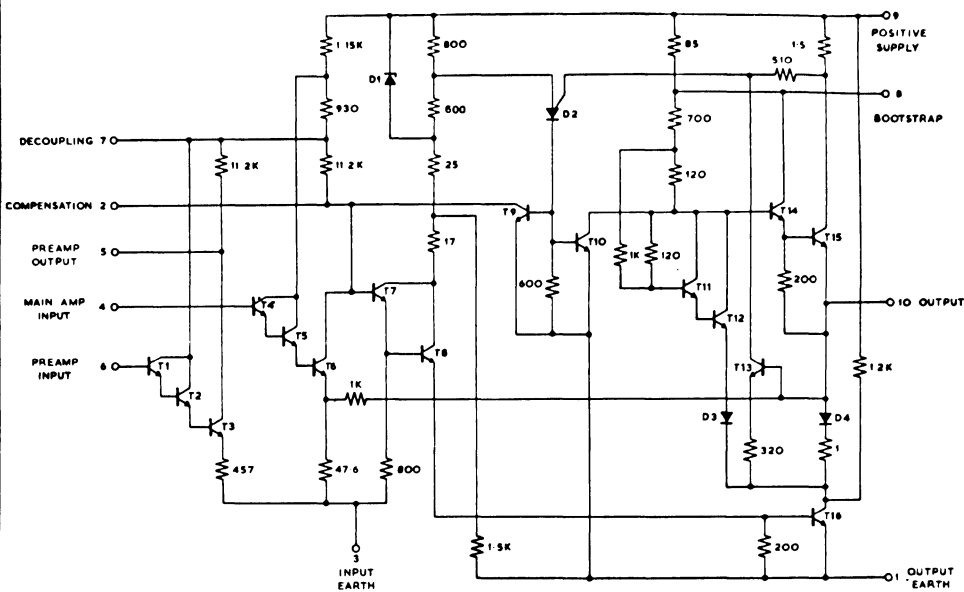 1·15K
800
85
1·5
9
POSITIVE
SUPPLY
D1
510
930
600
D2
8
BOOTSTRAP
700
DECOUPLING 7
11·2K
11·2K
25
120
COMPENSATION 2
T9
T10
T14
T15
17
PREAMP
OUTPUT
5
1K
120
200
600
T11
T7
MAIN AMP
INPUT
4
T4
T5
T12
10 OUTPUT
T6
T8
PREAMP
INPUT
6
T1
T2
T13
1·2K
1K
T3
D3
D4
457
47·6
800
320
1
T16
1·5K
200
3
INPUT
EARTH
1
OUTPUT
EARTH